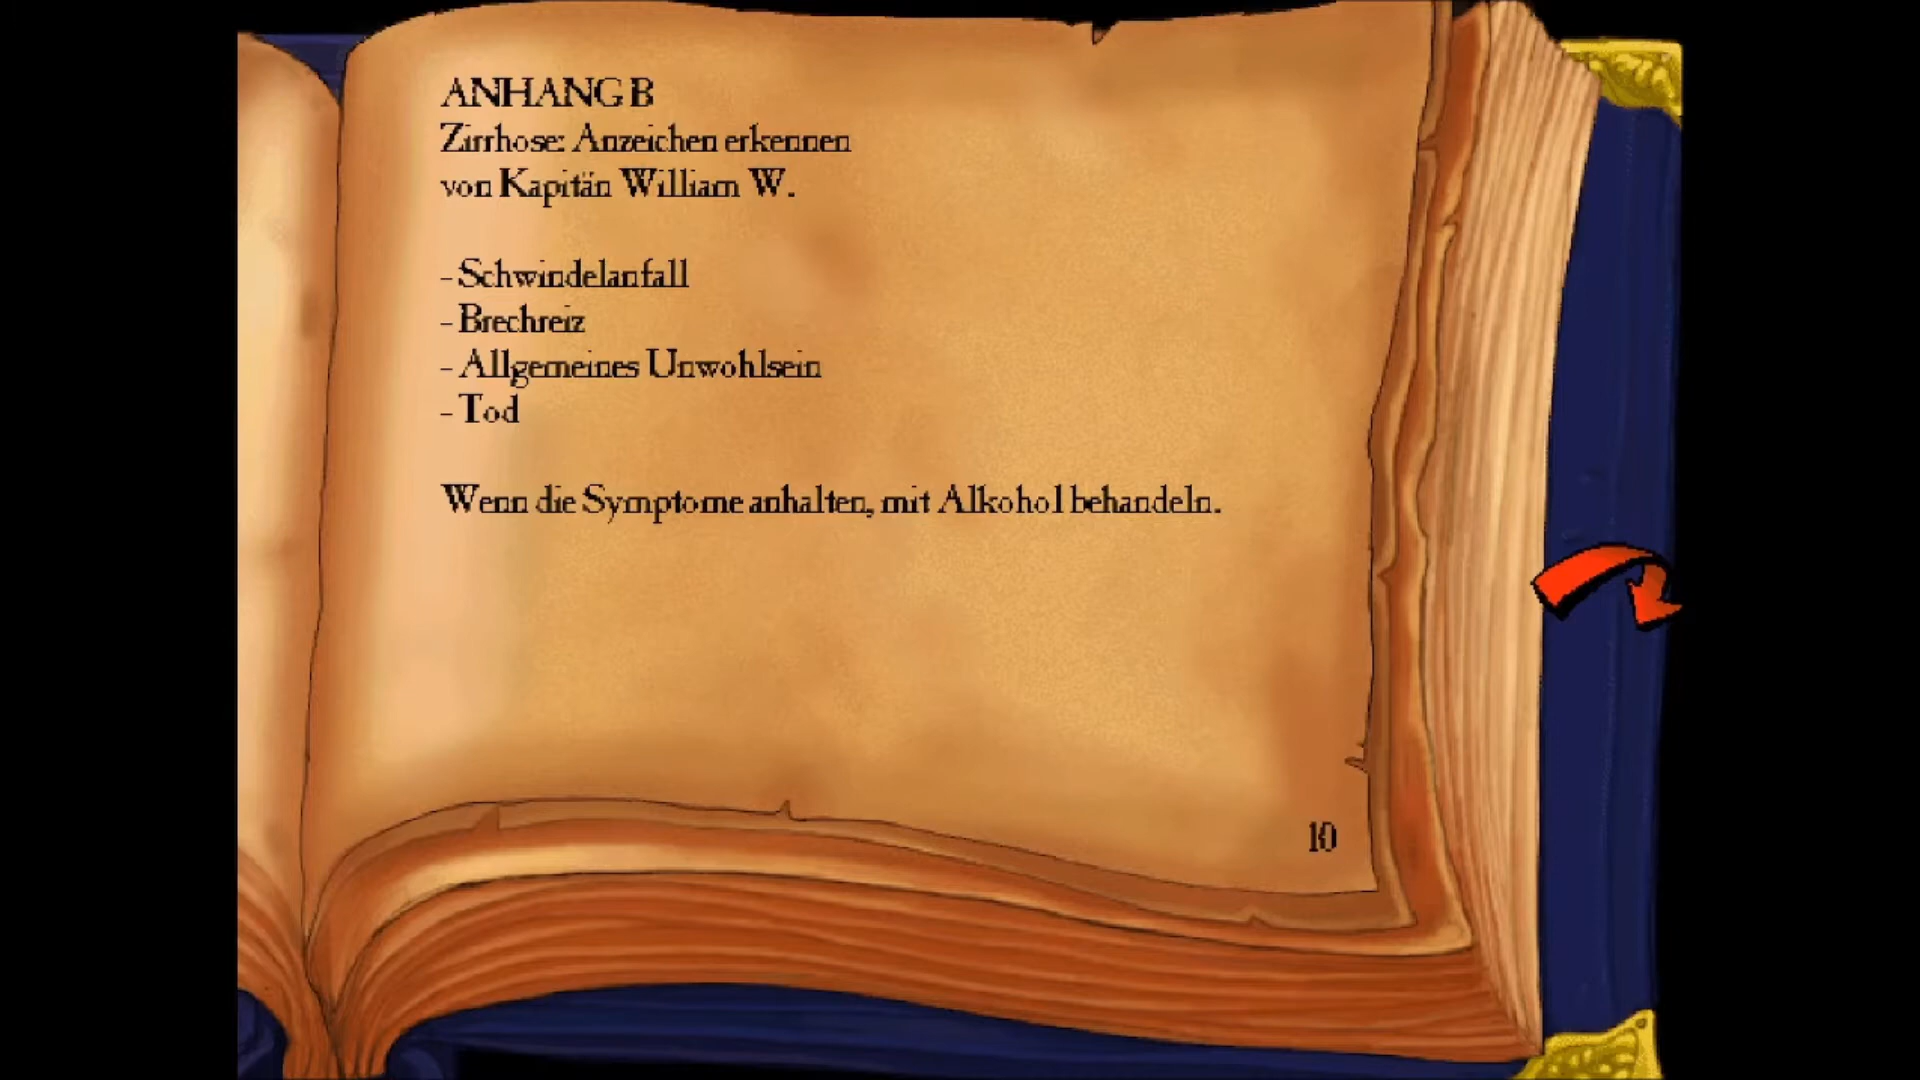 ANHANG B
Zirrhose: Anzeichen erkennen
von Kapitän William W.
- Schwindelanfall
- Brechreiz
- Allgemeines Unwohlsein
- Tod
Wenn die Symptome anhalten, mit Alkohol behandeln.
10